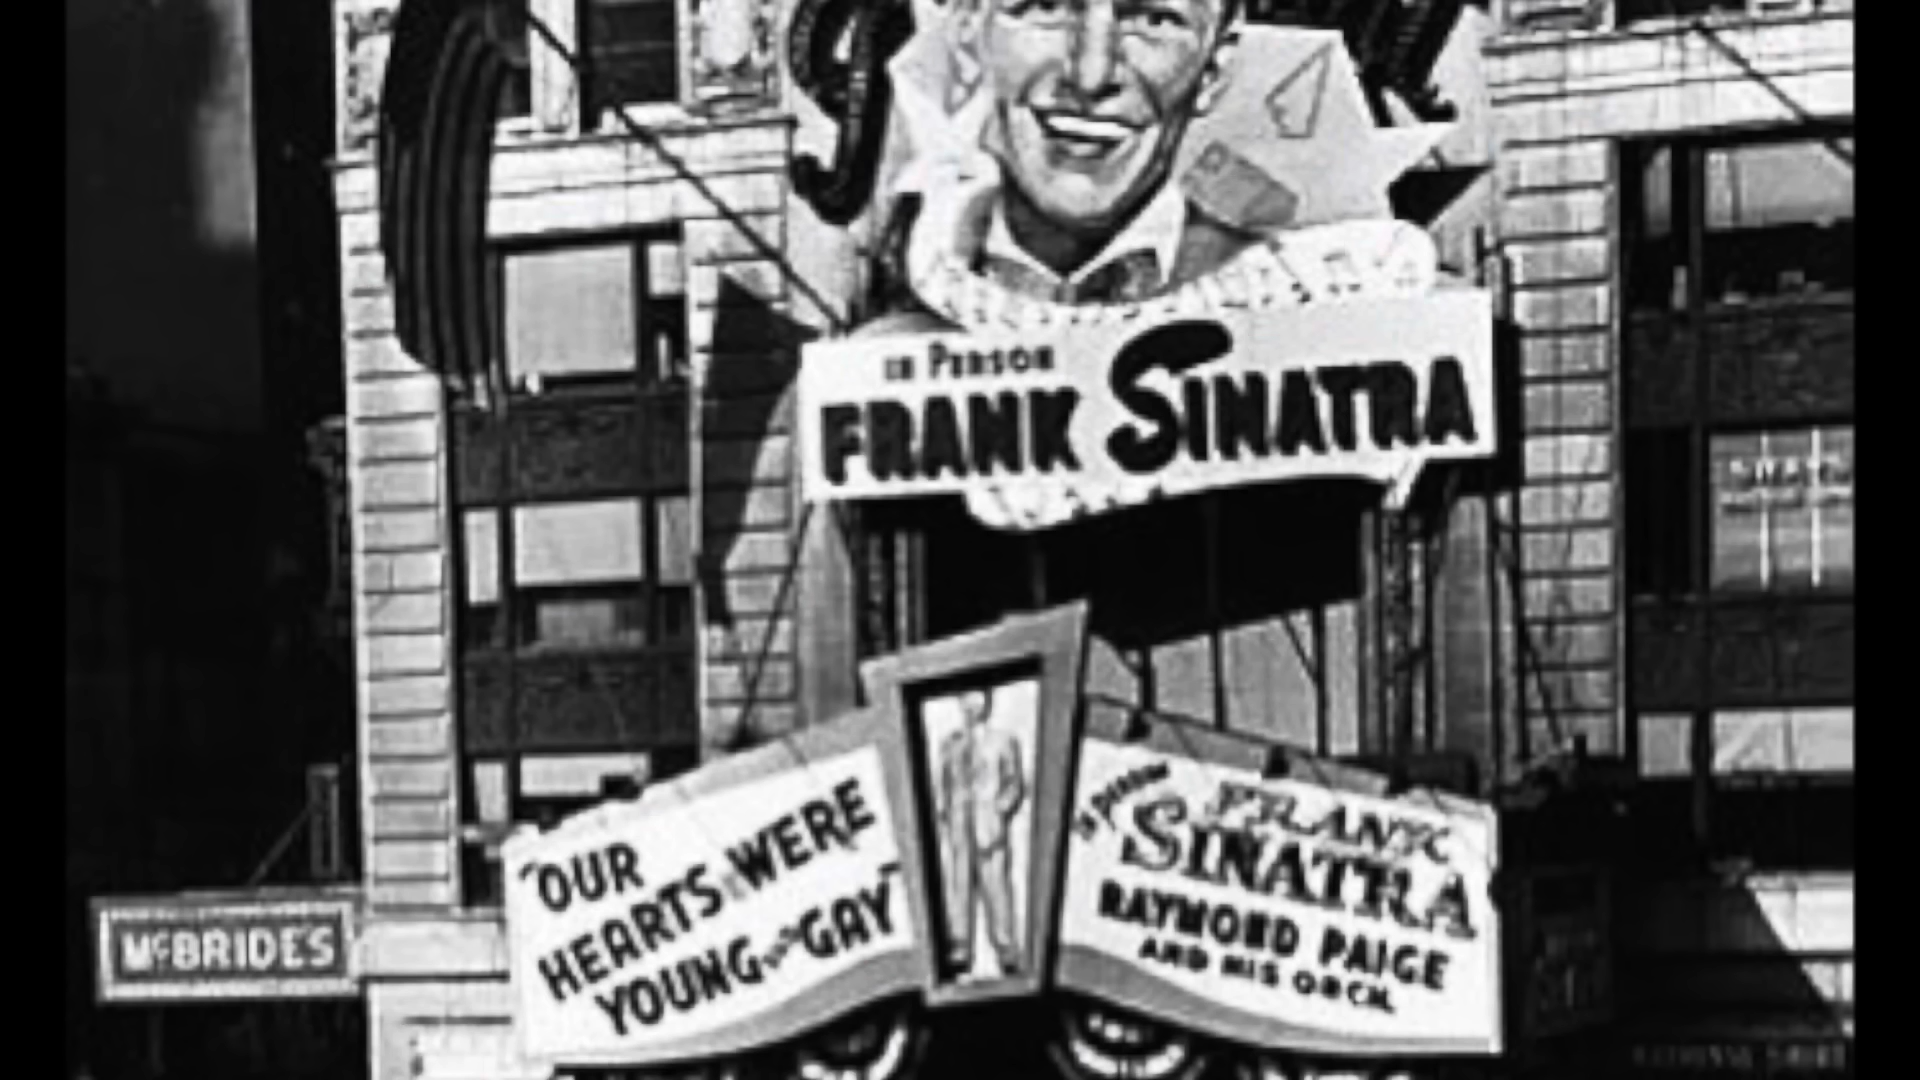 IN PERSON
FRANK SINATRA
"OUR
HEARTS WERE
YOUNG AND GAY"
IN PERSON
FRANK
SINATRA
RAYMOND PAIGE
AND HIS ORCH.
McBRIDE'S